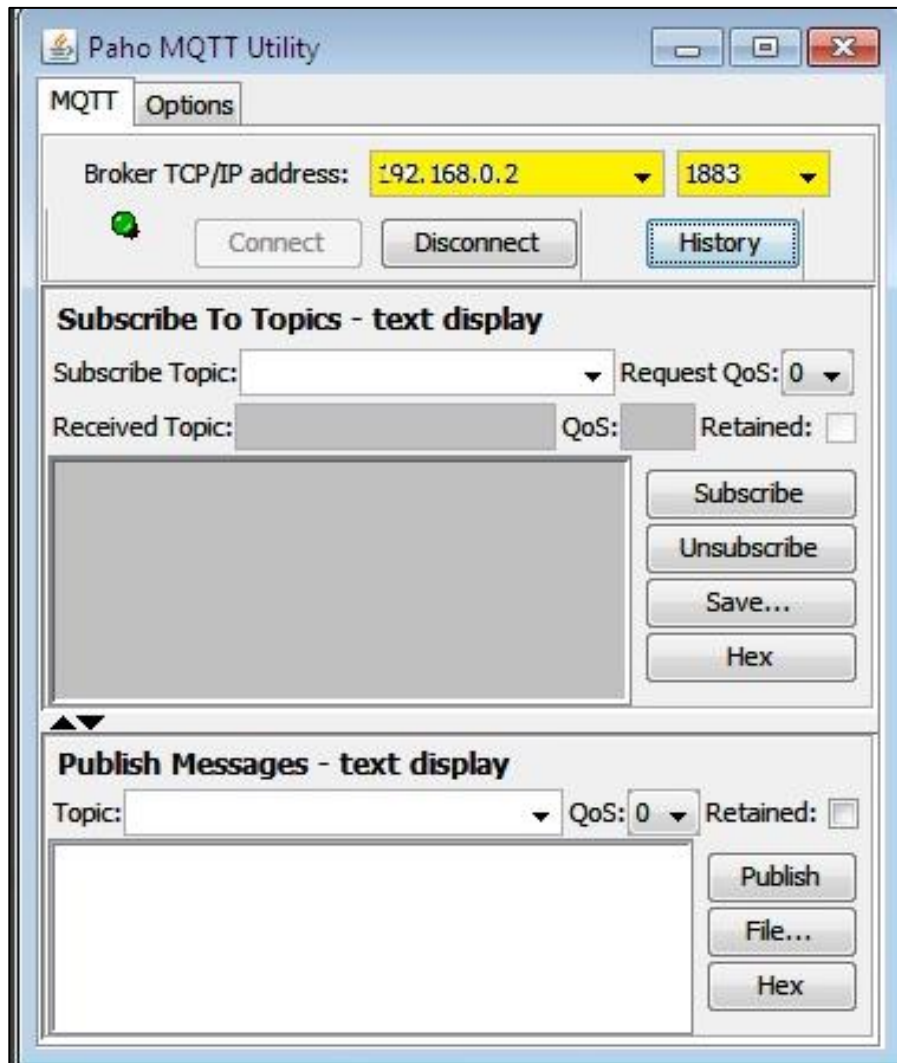 Paho MQTT Utility
MQTT Options
Broker TCP/IP address: 192.168.0.2 1883
Connect Disconnect History
Subscribe To Topics - text display
Subscribe Topic: Request QoS: 0
Received Topic: QoS: Retained:
Subscribe
Unsubscribe
Save...
Hex
Publish Messages - text display
Topic: QoS: 0 Retained:
Publish
File...
Hex